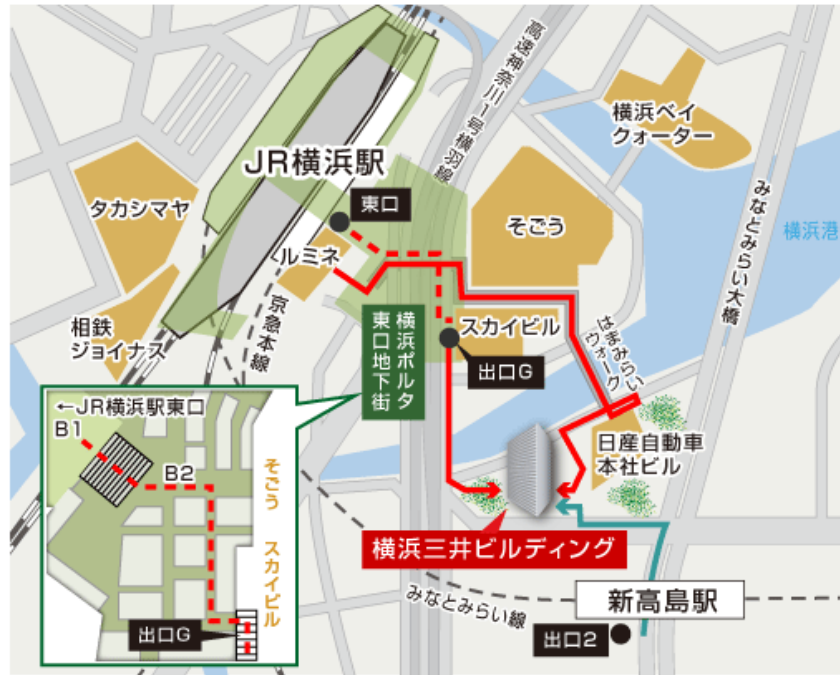 高速神奈川1号横羽線
横浜ベイ
クォーター
JR横浜駅
タカシマヤ
東口
そごう
みなとみらい大橋
横浜港
ルミネ
京急本線
相鉄
ジョイナス
横浜ポルタ
東口地下街
スカイビル
出口G
はまみらい
ウォーク
日産自動車
本社ビル
←JR横浜駅東口
B1
B2
そごう
スカイビル
出口G
横浜三井ビルディング
みなとみらい線
新高島駅
出口2